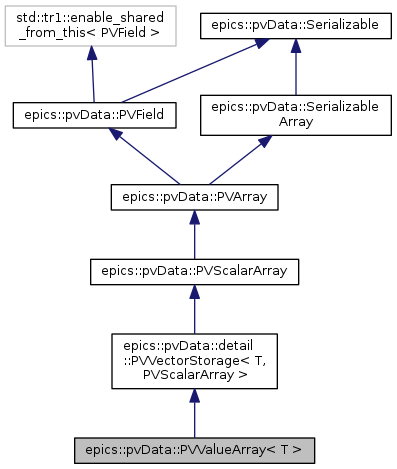 std::tr1::enable_shared
_from_this< PVField >
epics::pvData::Serializable
epics::pvData::PVField
epics::pvData::Serializable
Array
epics::pvData::PVArray
epics::pvData::PVScalarArray
epics::pvData::detail
::PVVectorStorage< T,
PVScalarArray >
epics::pvData::PVValueArray< T >